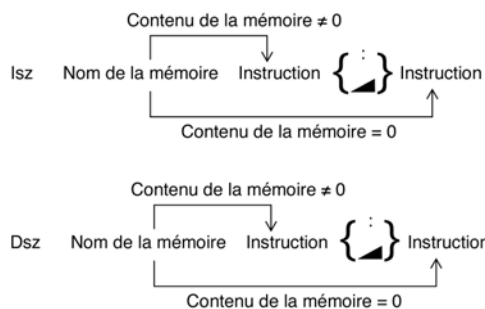 Contenu de la mémoire ≠ 0
Isz Nom de la mémoire Instruction { : ◢ } Instruction
Contenu de la mémoire = 0
Contenu de la mémoire ≠ 0
Dsz Nom de la mémoire Instruction { : ◢ } Instruction
Contenu de la mémoire = 0